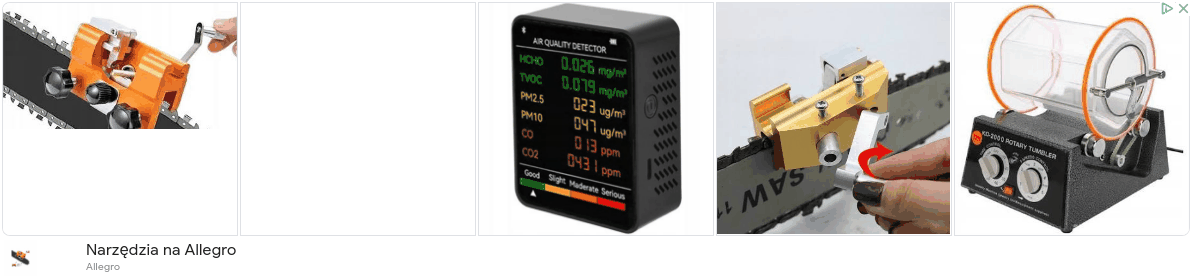 AIR QUALITY DETECTOR
HCHO 0.026 mg/m³
TVOC 0.079 mg/m³
PM2.5 023 ug/m³
PM10 047 ug/m³
CO 013 ppm
CO2 0431 ppm
Good Slight Maderate Serious
SAW 11
KD-2000 ROTARY TUMBLER
Narzędzia na Allegro
Allegro